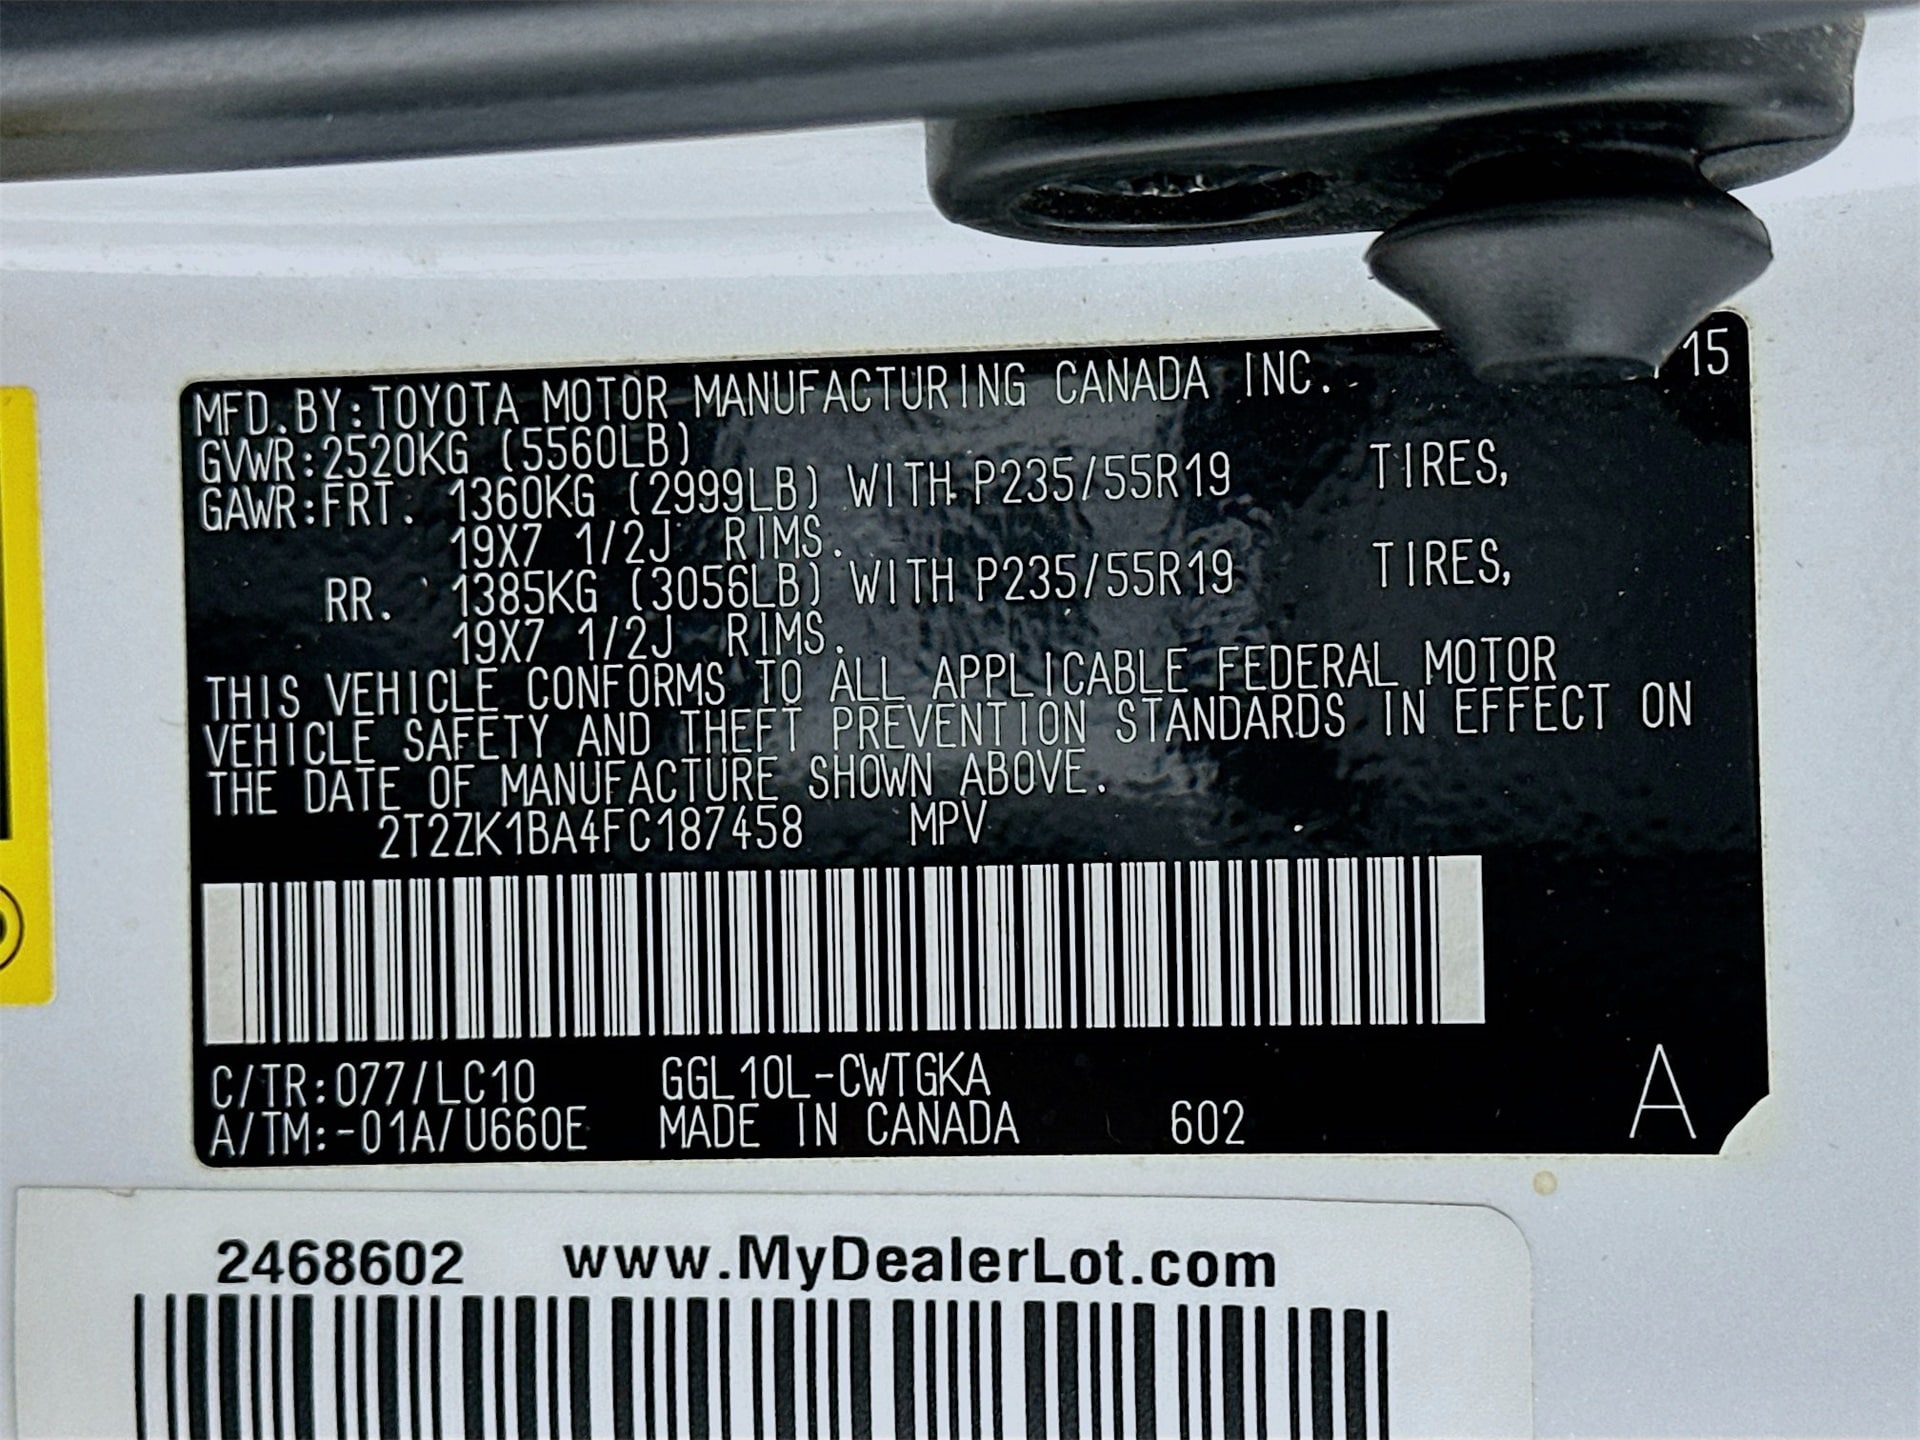 MFD.BY:TOYOTA MOTOR MANUFACTURING CANADA INC. 15
GVWR:2520KG (5560LB)
GAWR:FRT. 1360KG (2999LB) WITH P235/55R19 TIRES,
19X7 1/2J RIMS.
RR. 1385KG (3056LB) WITH P235/55R19 TIRES,
19X7 1/2J RIMS.
THIS VEHICLE CONFORMS TO ALL APPLICABLE FEDERAL MOTOR
VEHICLE SAFETY AND THEFT PREVENTION STANDARDS IN EFFECT ON
THE DATE OF MANUFACTURE SHOWN ABOVE.
2T2ZK1BA4FC187458 MPV
C/TR:077/LC10 GGL10L-CWTGKA
A/TM:-01A/U660E MADE IN CANADA 602 A
2468602 www.MyDealerLot.com